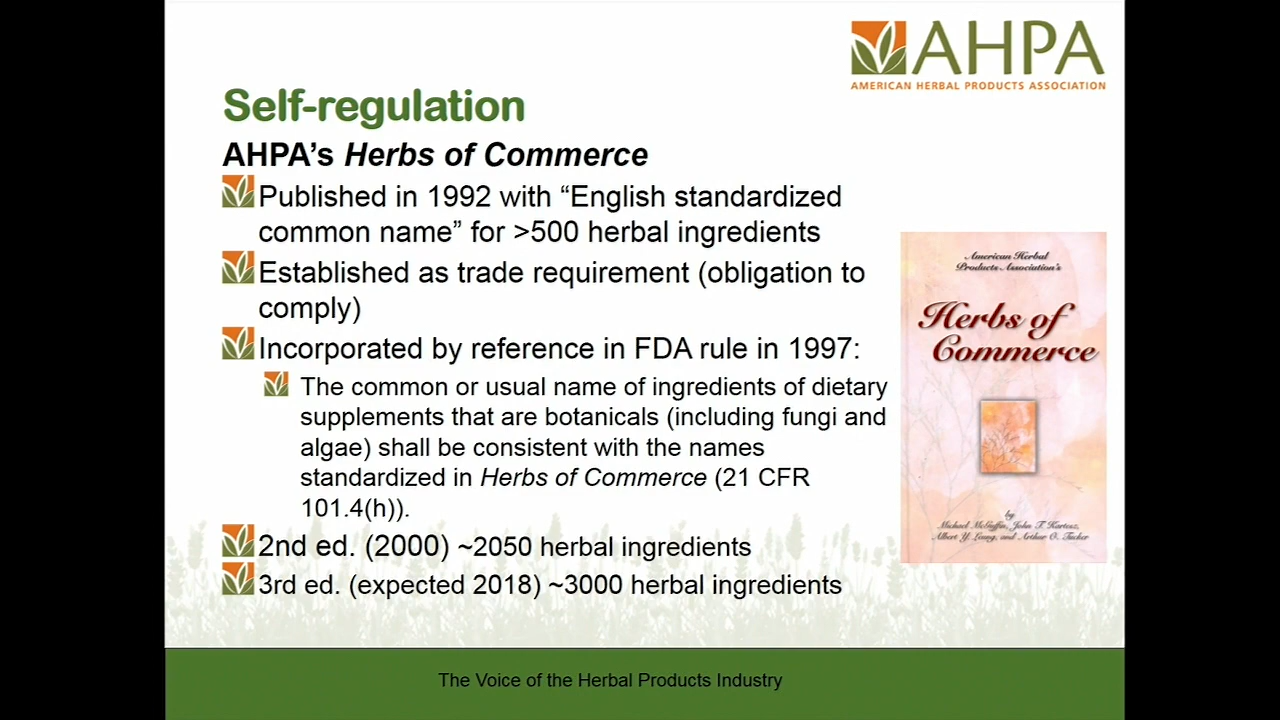 AHPA
AMERICAN HERBAL PRODUCTS ASSOCIATION
Self-regulation
AHPA's Herbs of Commerce
Published in 1992 with “English standardized
common name” for >500 herbal ingredients
Established as trade requirement (obligation to
comply)
Incorporated by reference in FDA rule in 1997:
The common or usual name of ingredients of dietary
supplements that are botanicals (including fungi and
algae) shall be consistent with the names
standardized in Herbs of Commerce (21 CFR
101.4(h)).
2nd ed. (2000) ~2050 herbal ingredients
3rd ed. (expected 2018) ~3000 herbal ingredients
American Herbal
Products Association's
Herbs of
Commerce
by
Michael McGuffin, John T. Kartesz,
Albert Y. Leung, and Arthur O. Tucker
The Voice of the Herbal Products Industry